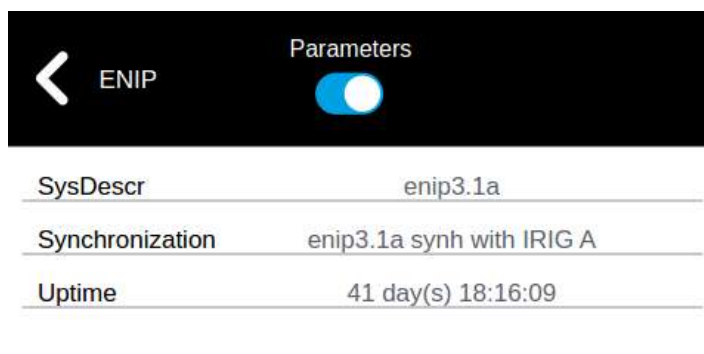 Parameters
ENIP
SysDescr enip3.1a
Synchronization enip3.1a synh with IRIG A
Uptime 41 day(s) 18:16:09